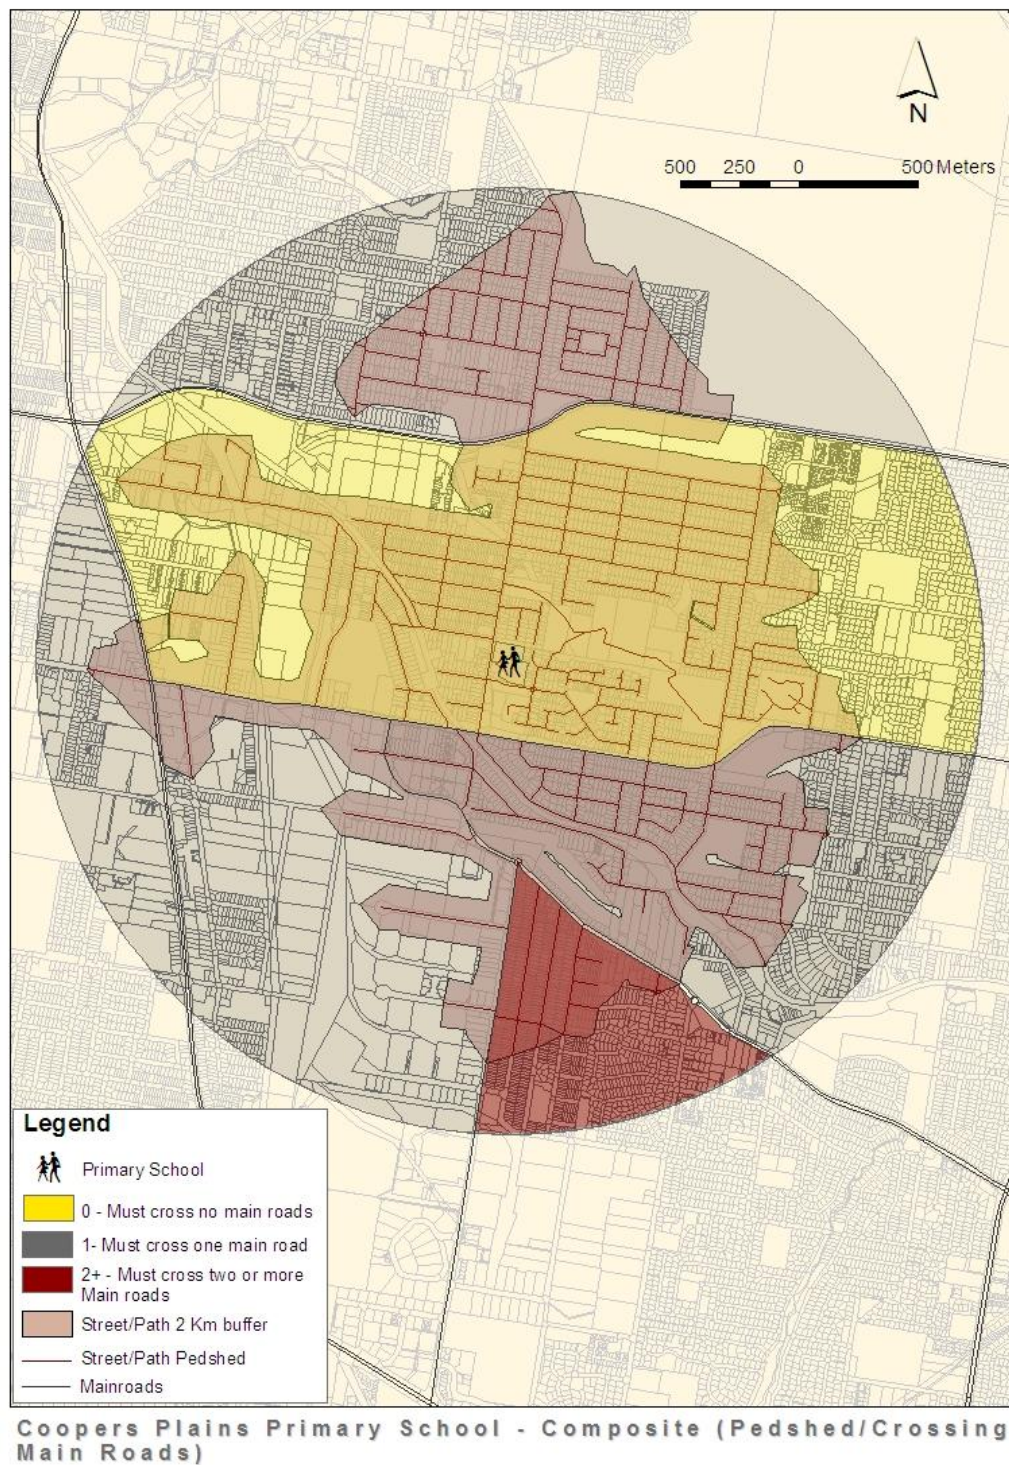 N
500 250 0 500 Meters
Legend
Primary School
0 - Must cross no main roads
1- Must cross one main road
2+ - Must cross two or more
Main roads
Street/Path 2 Km buffer
Street/Path Pedshed
Mainroads
Coopers Plains Primary School - Composite (Pedshed/Crossing
Main Roads)